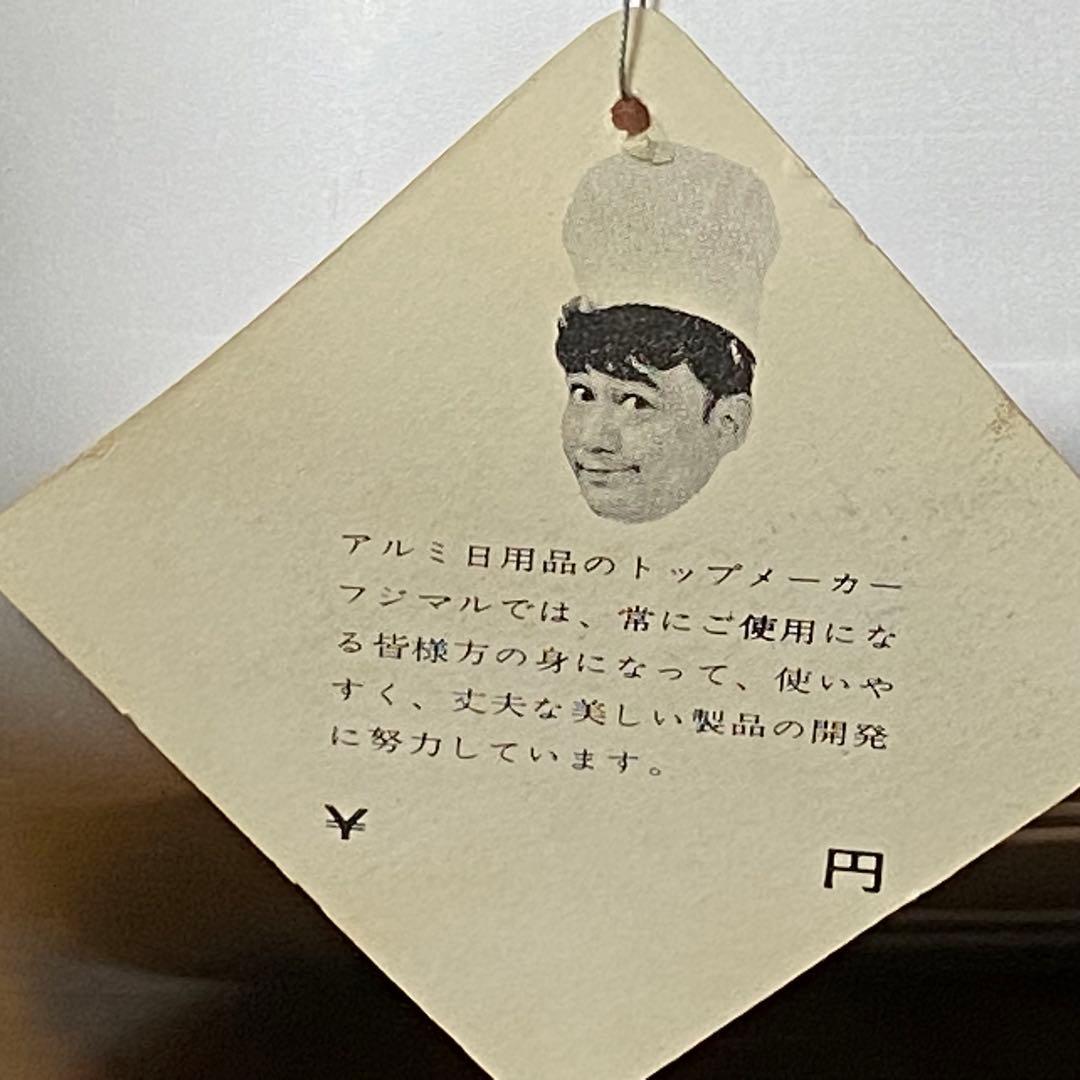 アルミ日用品のトップメーカー
フジマルでは、常にご使用にな
る皆様方の身になって、使いや
すく、丈夫な美しい製品の開発
に努力しています。
¥ 円